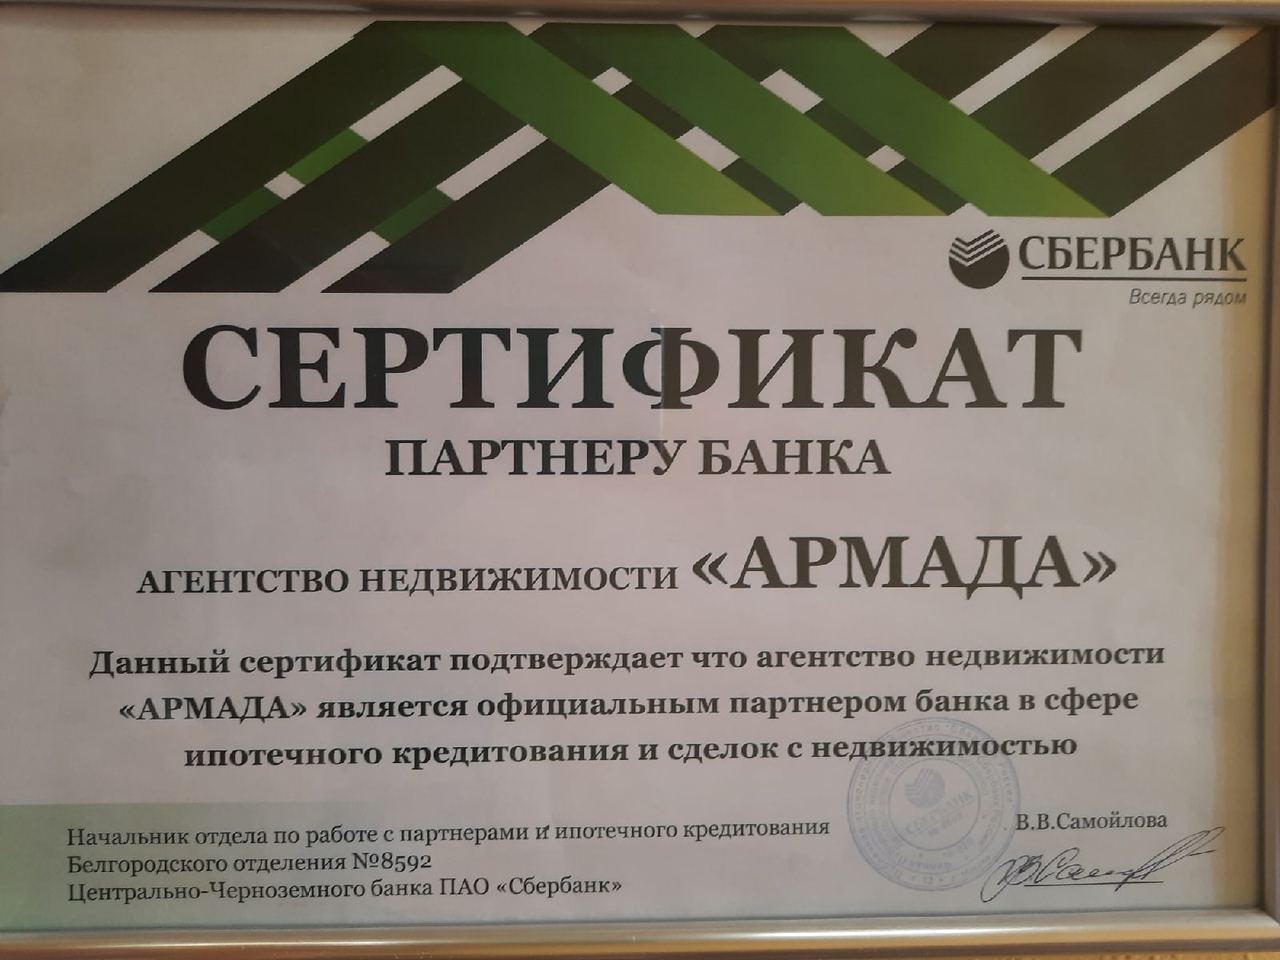 СБЕРБАНК
Всегда рядом
СЕРТИФИКАТ
ПАРТНЕРУ БАНКА
АГЕНТСТВО НЕДВИЖИМОСТИ «АРМАДА»
Данный сертификат подтверждает что агентство недвижимости
«АРМАДА» является официальным партнером банка в сфере
ипотечного кредитования и сделок с недвижимостью
Начальник отдела по работе с партнерами и ипотечного кредитования
Белгородского отделения №8592
Центрально-Черноземного банка ПАО «Сбербанк»
В.В.Самойлова
СБЕРБАНК